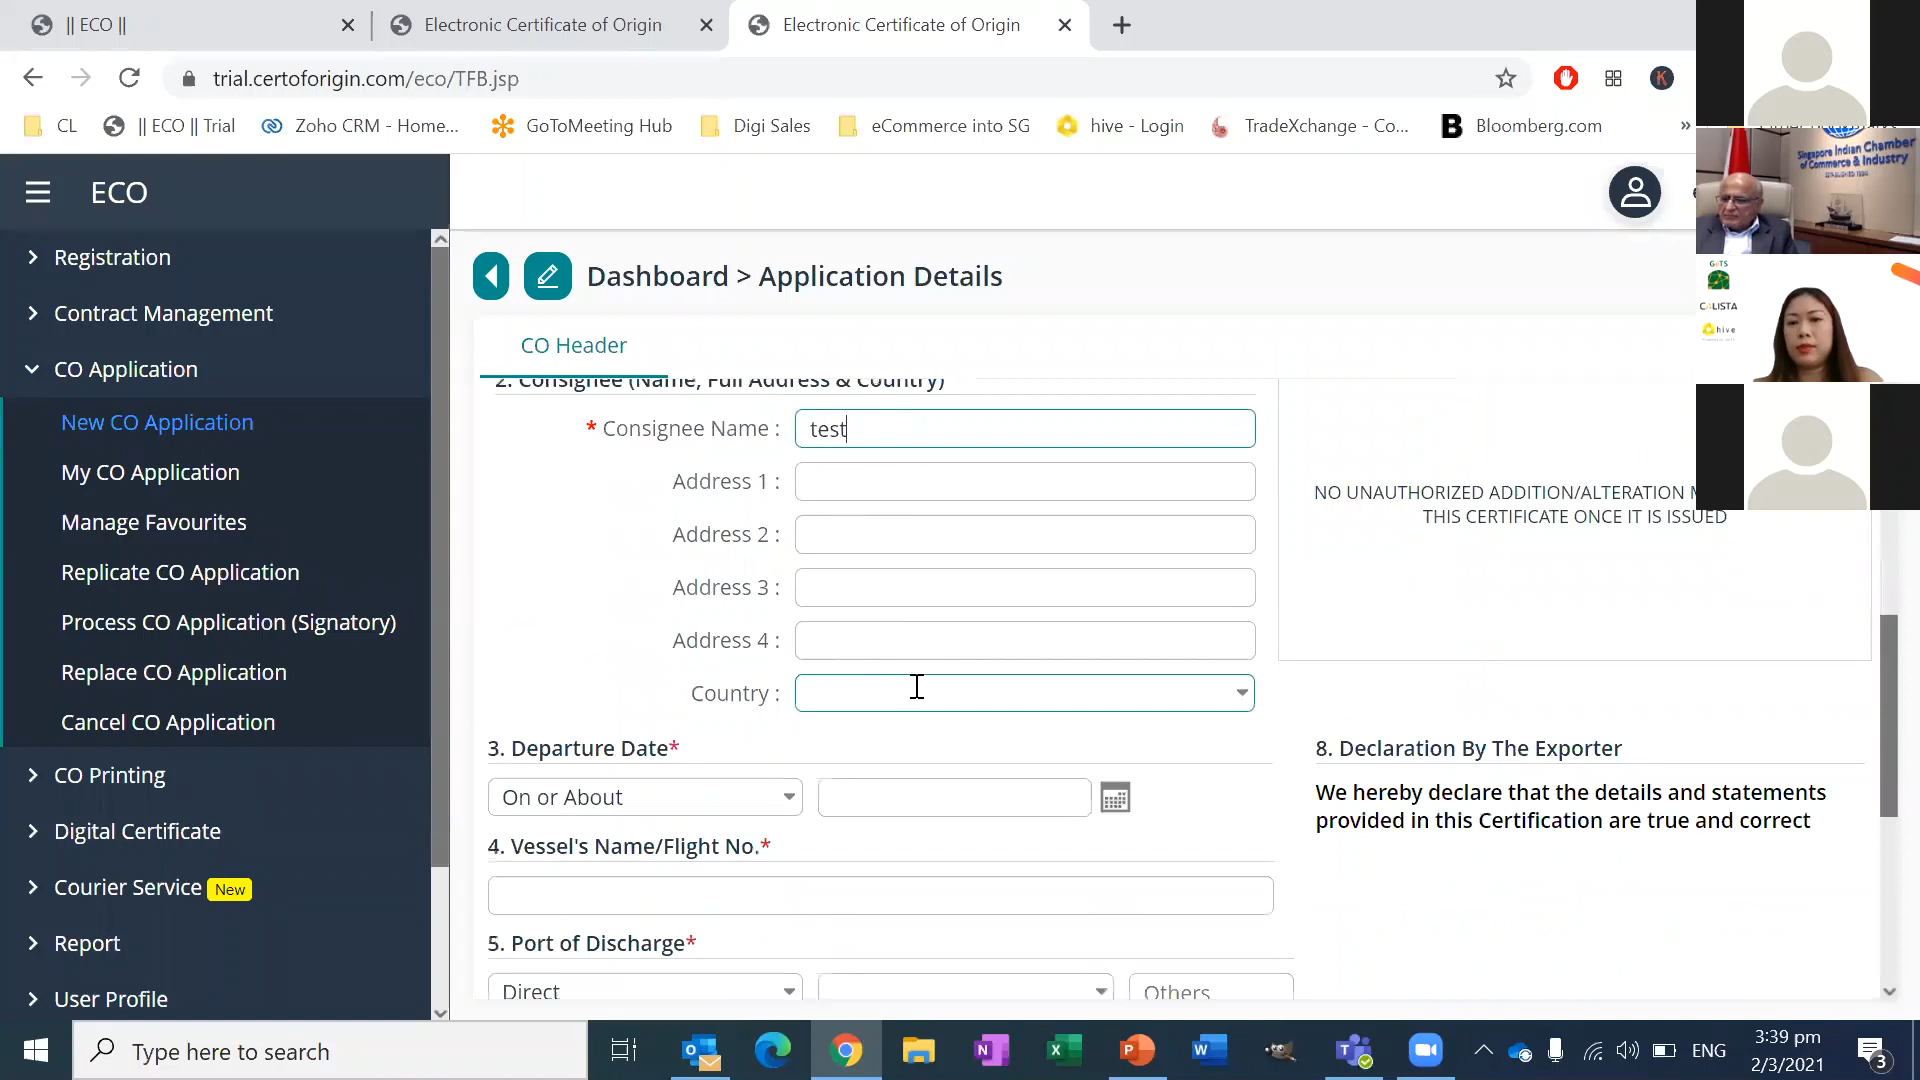 || ECO ||
Electronic Certificate of Origin
Electronic Certificate of Origin
trial.certoforigin.com/eco/TFB.jsp
K
CL
|| ECO || Trial
Zoho CRM - Home...
GoToMeeting Hub
Digi Sales
eCommerce into SG
hive - Login
TradeXchange - Co...
B
Bloomberg.com
»
Singapore Indian Chamber
of Commerce & Industry
ECO
Registration
Contract Management
CO Application
New CO Application
My CO Application
Manage Favourites
Replicate CO Application
Process CO Application (Signatory)
Replace CO Application
Cancel CO Application
CO Printing
Digital Certificate
Courier Service New
Report
User Profile
Dashboard > Application Details
CO Header
2. Consignee (Name, Full Address & Country)
* Consignee Name :
test
Address 1 :
Address 2 :
Address 3 :
Address 4 :
Country :
NO UNAUTHORIZED ADDITION/ALTERATION M
THIS CERTIFICATE ONCE IT IS ISSUED
GeTS
CALISTA
hive
3. Departure Date*
On or About
4. Vessel's Name/Flight No.*
5. Port of Discharge*
Direct
Others
8. Declaration By The Exporter
We hereby declare that the details and statements
provided in this Certification are true and correct
Type here to search
ENG
3:39 pm
2/3/2021
3